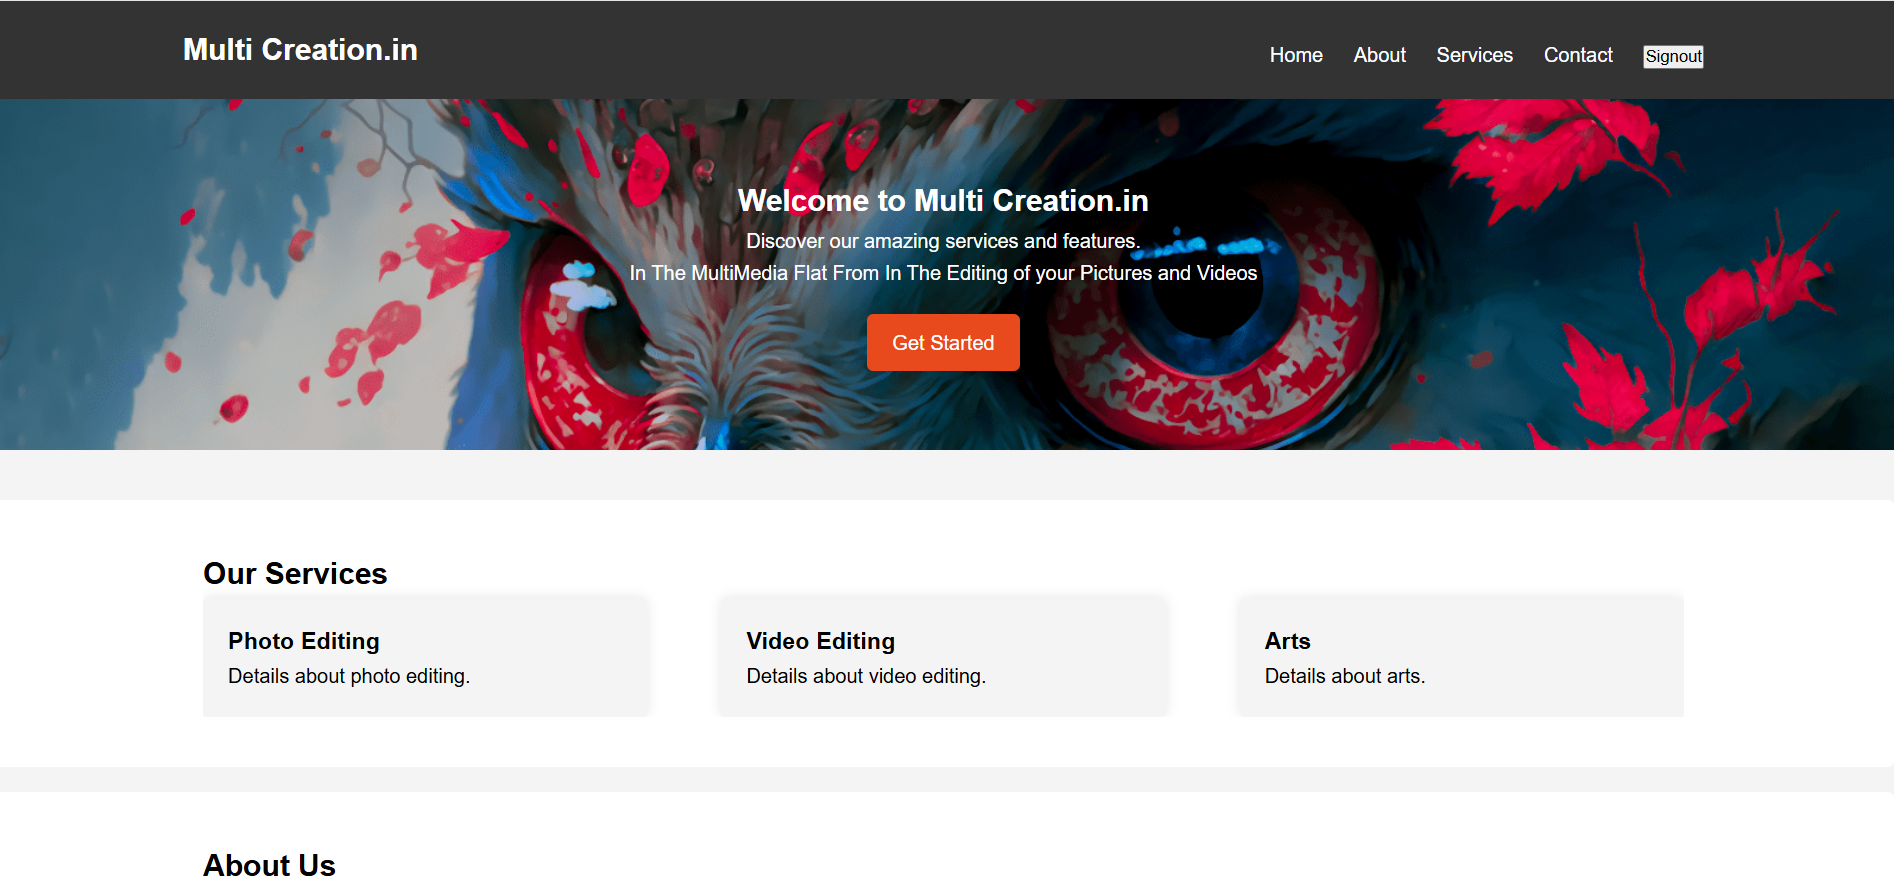 Multi Creation.in
Home About Services Contact Signout
Welcome to Multi Creation.in
Discover our amazing services and features.
In The MultiMedia Flat From In The Editing of your Pictures and Videos
Get Started
Our Services
Photo Editing
Details about photo editing.
Video Editing
Details about video editing.
Arts
Details about arts.
About Us